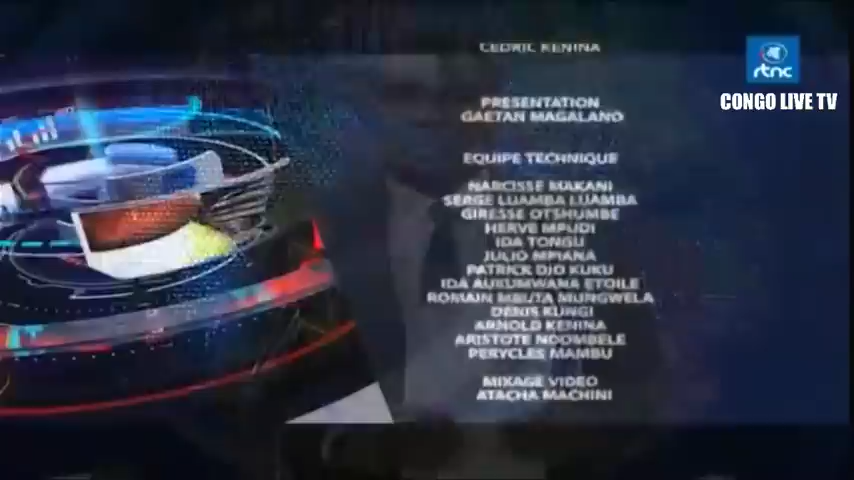 CEDRIC KENINA
rtnc
CONGO LIVE TV
PRESENTATION
GAETAN MAGALANO
EQUIPE TECHNIQUE
NARCISSE MAKANI
SERGE LUAMBA LUAMBA
GIRESSE OTSHUMBE
HERVE MPUDI
IDA TONGU
JULIO MPIANA
PATRICK DJO KUKU
IDA AUKUMWANA ETOILE
ROMAIN MBUTA MUNGWELA
DENIS KUNGI
ARNOLD KENINA
ARISTOTE NDOMBELE
PERYCLES MAMBU
MIXAGE VIDEO
ATACHA MACHINI